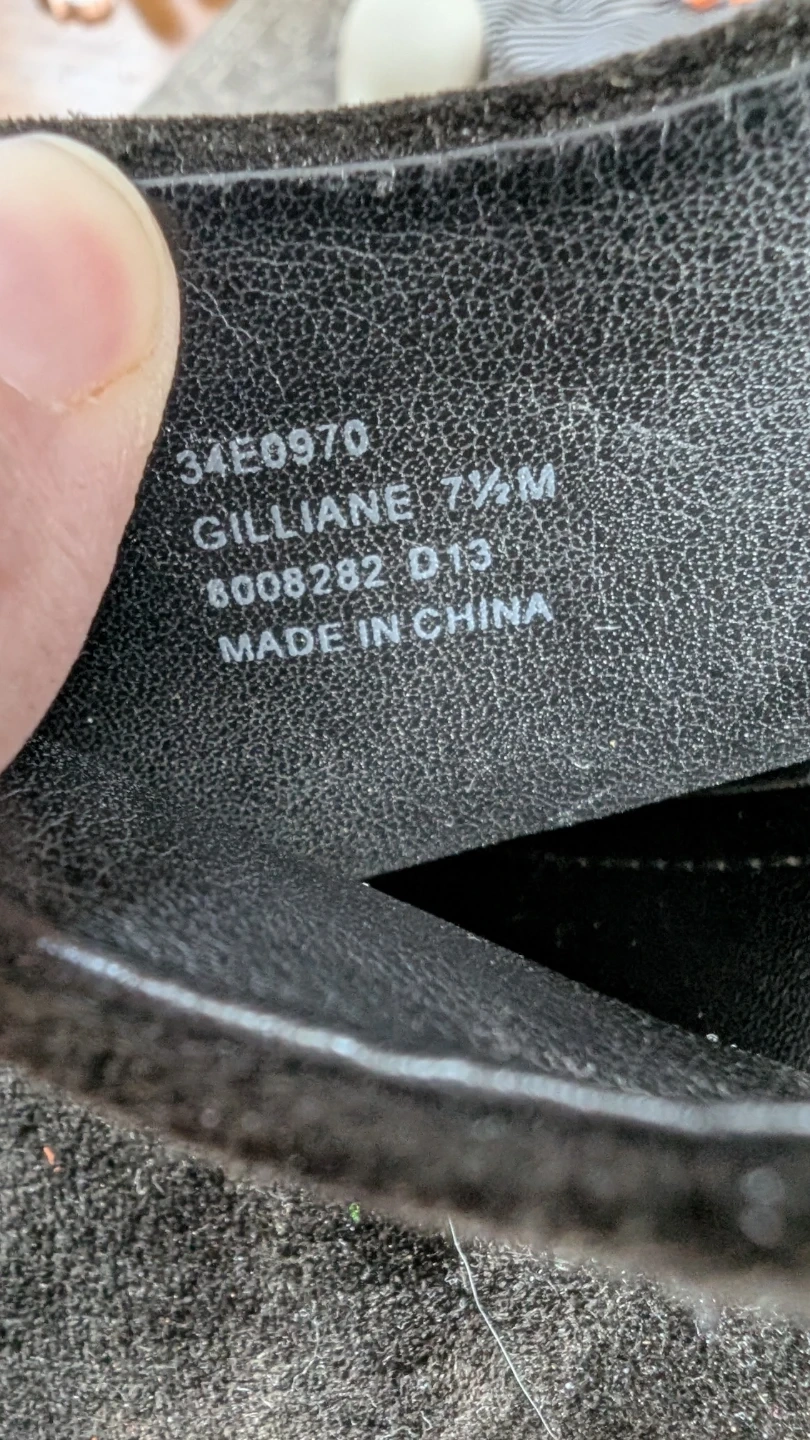 34E0970
GILLIANE 7½M
6008282 D13
MADE IN CHINA